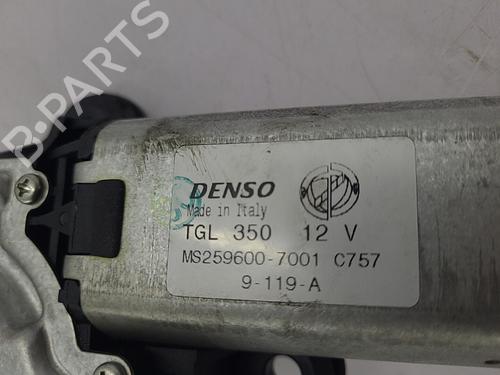 B-PARTS
DENSO
Made in Italy
TGL 350 12 V
MS259600-7001 C757
9-119-A